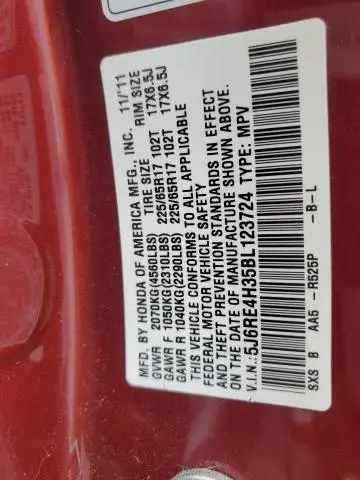 MFD. BY HONDA OF AMERICA MFG., INC. 11/'11
TIRE SIZE RIM SIZE
GVWR 2070KG(4560LBS)
GAWR F 1050KG(2310LBS) 225/65R17 102T 17X6.5J
GAWR R 1040KG(2290LBS) 225/65R17 102T 17X6.5J
THIS VEHICLE CONFORMS TO ALL APPLICABLE
FEDERAL MOTOR VEHICLE SAFETY
AND THEFT PREVENTION STANDARDS IN EFFECT
ON THE DATE OF MANUFACTURE SHOWN ABOVE.
V.I.N.: 5J6RE4H35BL123724 TYPE: MPV
SXS B AA5 -R525P -B-L